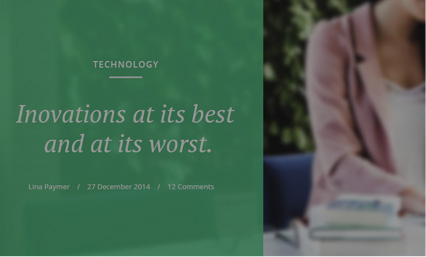 TECHNOLOGY
Inovations at its best
and at its worst.
Lina Paymer / 27 December 2014 / 12 Comments